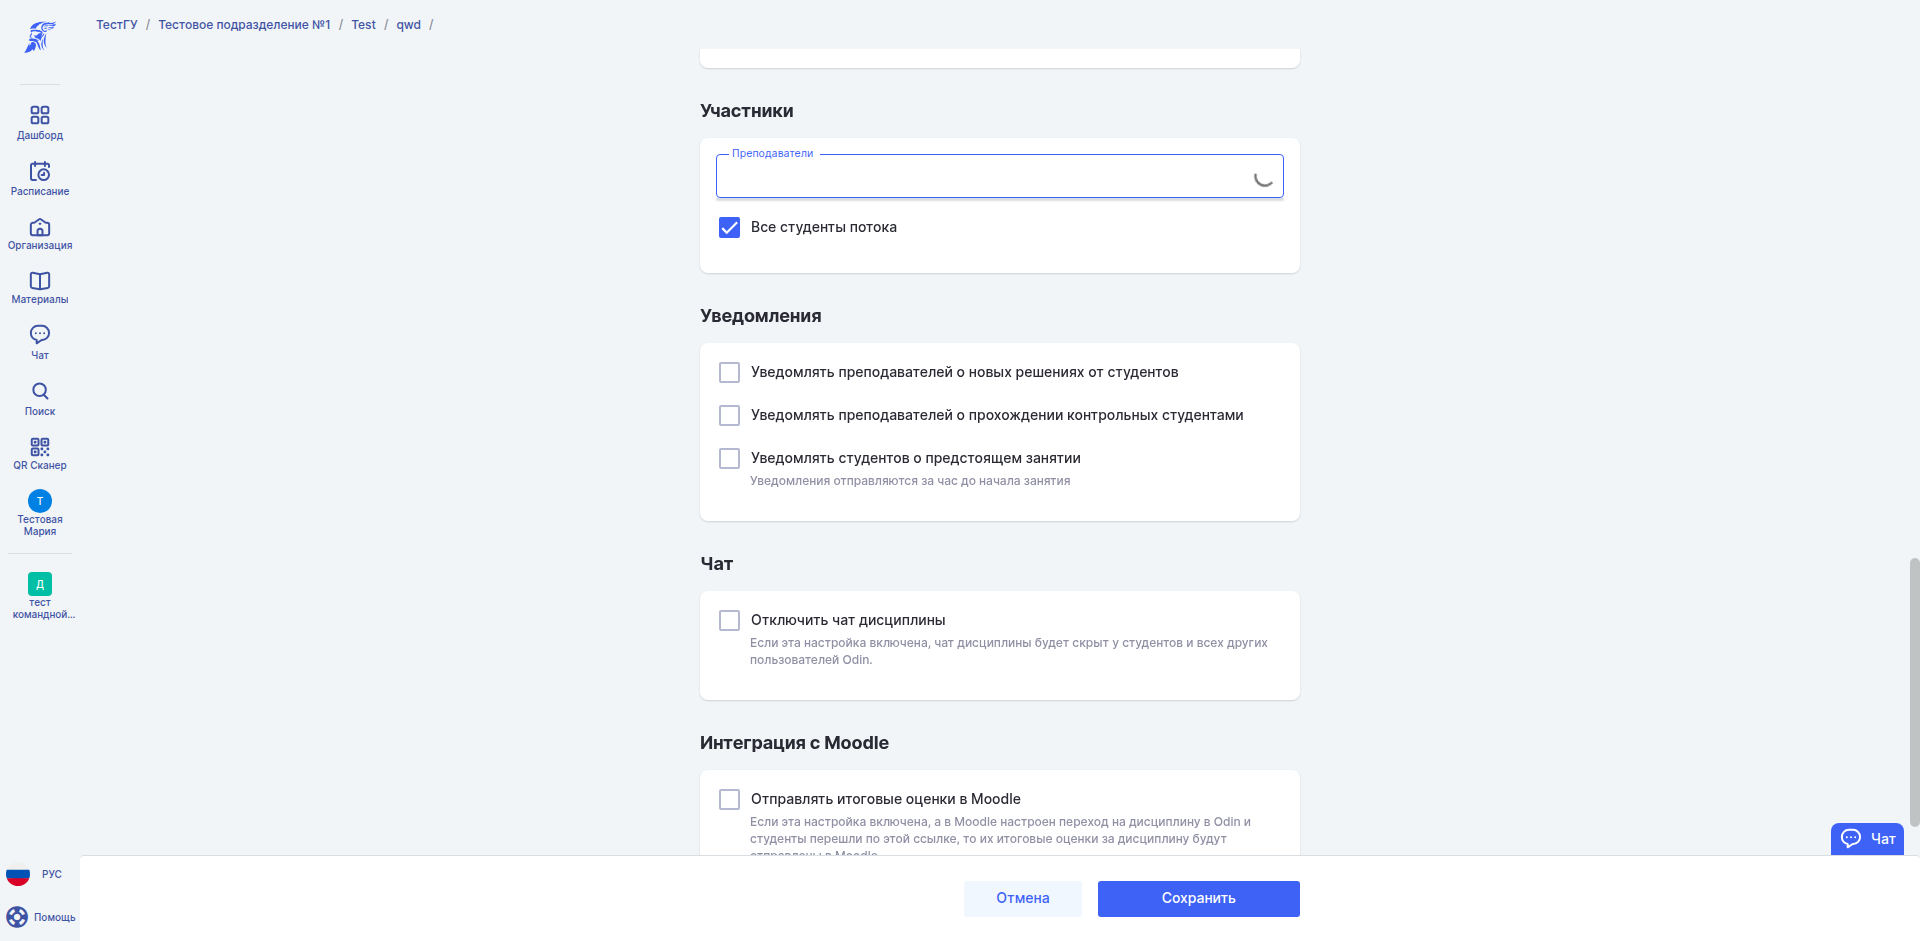 ТестГУ / Тестовое подразделение №1 / Test / qwd /
Дашборд
Расписание
Организация
Материалы
Чат
Поиск
QR Сканер
Т
Тестовая
Мария
Д
тест
командной...
РУС
Помощь
Участники
Преподаватели
Все студенты потока
Уведомления
Уведомлять преподавателей о новых решениях от студентов
Уведомлять преподавателей о прохождении контрольных студентами
Уведомлять студентов о предстоящем занятии
Уведомления отправляются за час до начала занятия
Чат
Отключить чат дисциплины
Если эта настройка включена, чат дисциплины будет скрыт у студентов и всех других
пользователей Odin.
Интеграция с Moodle
Отправлять итоговые оценки в Moodle
Если эта настройка включена, а в Moodle настроен переход на дисциплину в Odin и
студенты перешли по этой ссылке, то их итоговые оценки за дисциплину будут
отправлены в Moodle.
Чат
Отмена
Сохранить